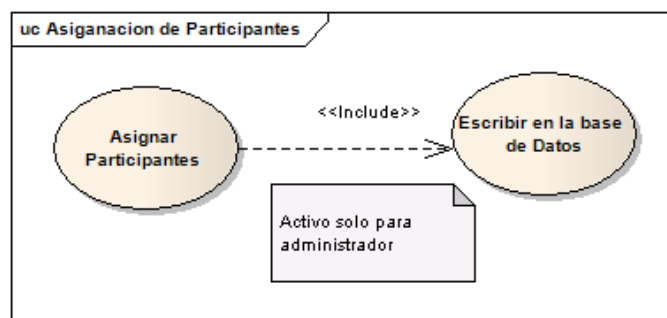 uc Asiganacion de Participantes
<<Include>>
Asignar
Participantes
Escribir en la base
de Datos
Activo solo para
administrador